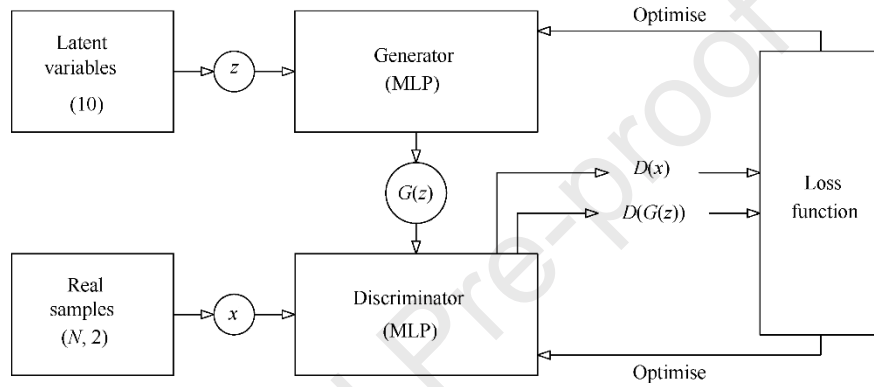 Optimise
Latent
variables
(10)
z
Generator
(MLP)
G(z)
D(x)
D(G(z))
Loss
function
Real
samples
(N, 2)
x
Discriminator
(MLP)
Optimise
Pre-proof